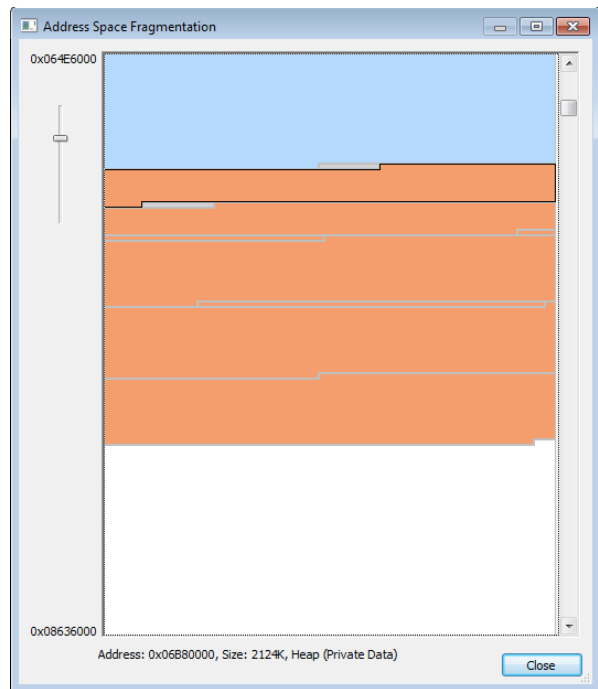 Address Space Fragmentation
0x064E6000
0x08636000
Address: 0x06B80000, Size: 2124K, Heap (Private Data)
Close